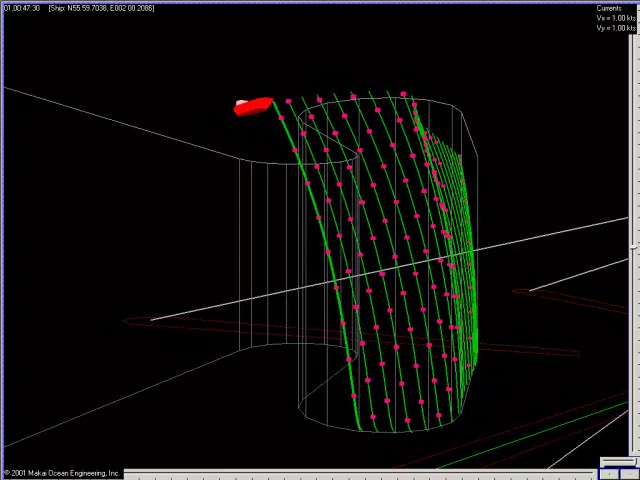 01,00:47:30 [Ship: N55 59.7038, E002 00.2086]
Currents
Vx = 1.00 kts
Vy = 1.00 kts
© 2001 Makai Ocean Engineering, Inc.